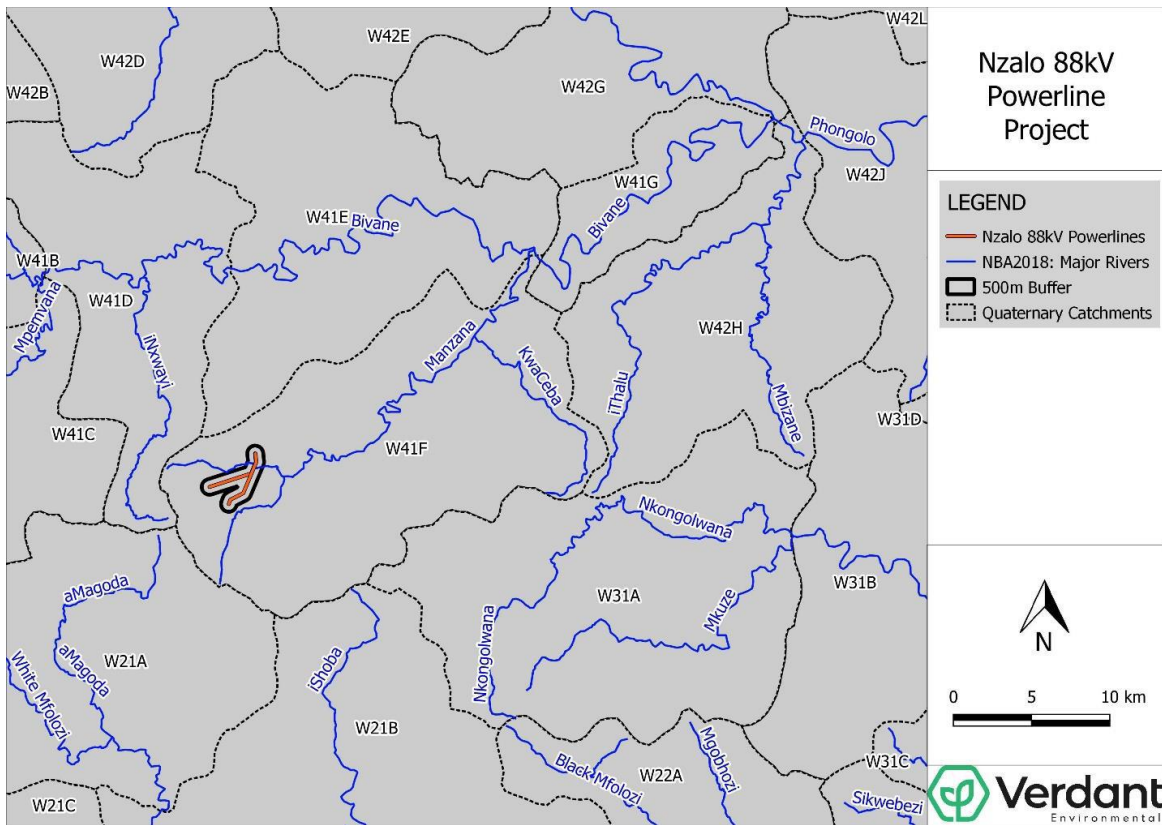 W42L
W42E
W42D
W42B
W42G
Phongolo
W42J
W41G
Bivane
W41E
Bivane
W41B
W41D
Mpemvana
iNxwayi
Manzana
KwaCeba
W42H
iThalu
Mbizane
W31D
W41C
W41F
Nkongolwana
W31B
W31A
Mkuze
Nkongolwana
aMagoda
aMagoda
W21A
White Mfolozi
iShoba
W21B
Black Mfolozi
W22A
Mgobhozi
W31C
Sikwebezi
W21C
Nzalo 88kV
Powerline
Project
LEGEND
Nzalo 88kV Powerlines
NBA2018: Major Rivers
500m Buffer
Quaternary Catchments
N
0 5 10 km
Verdant
Environmental